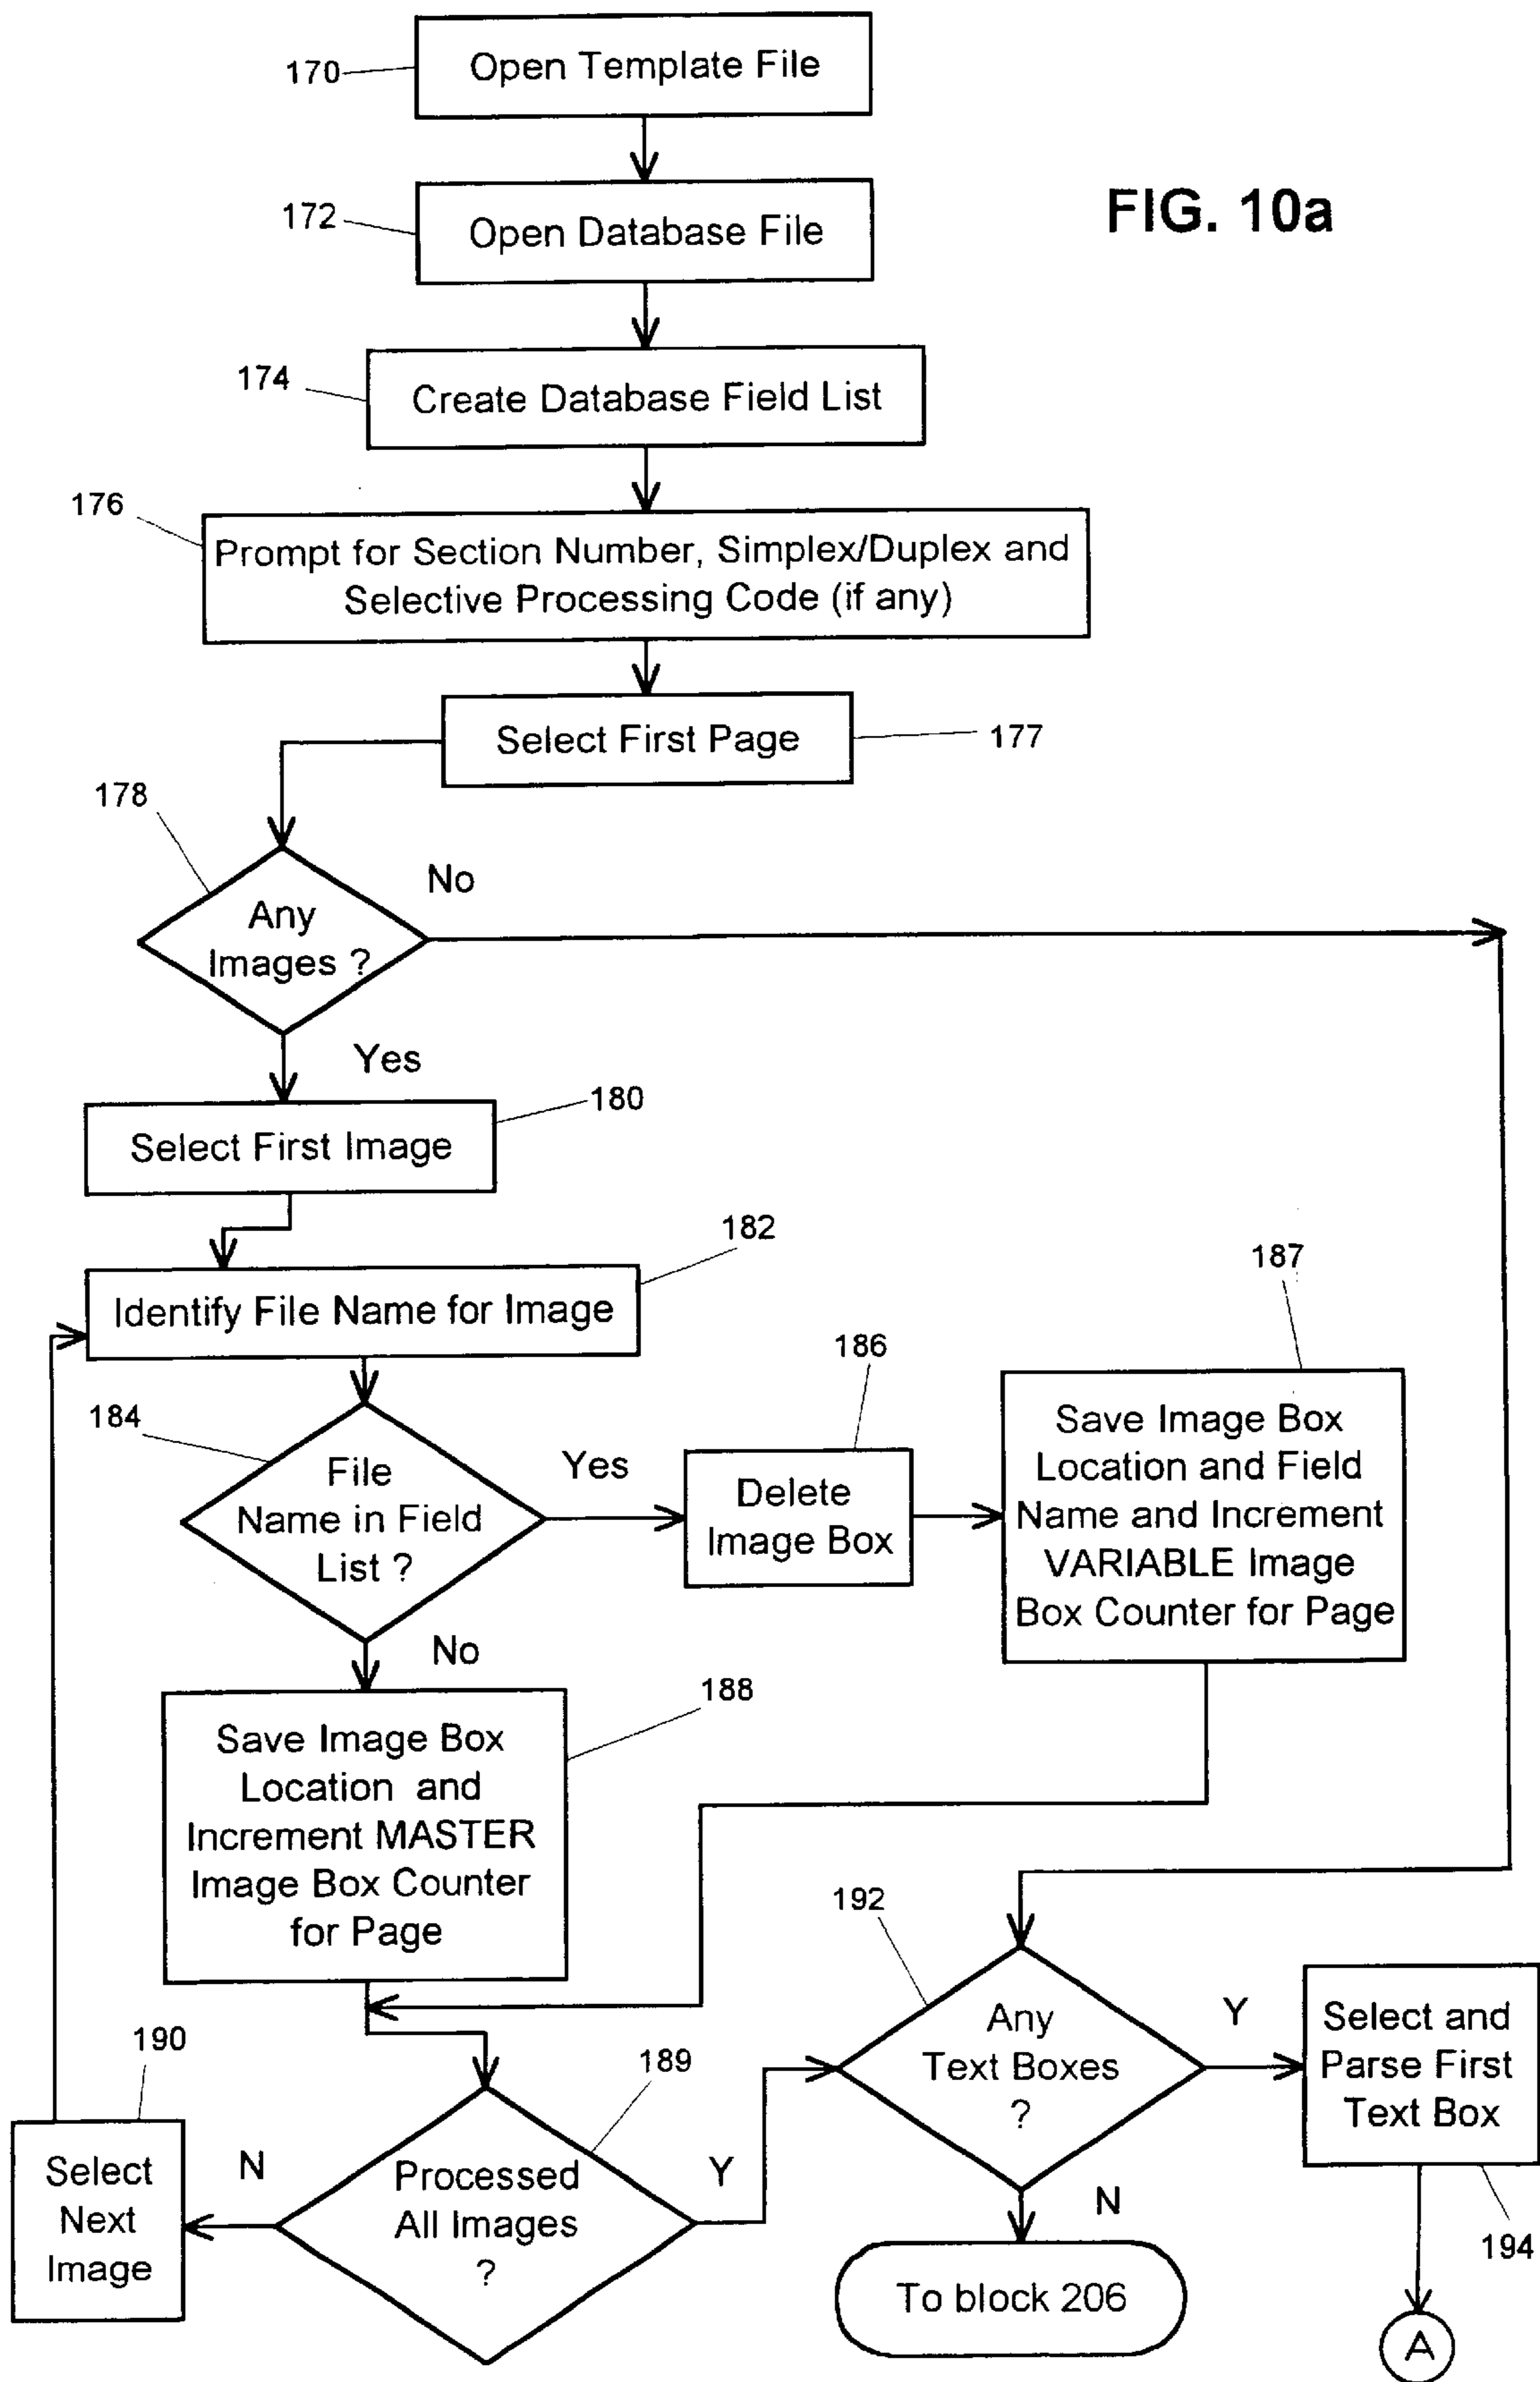 170
Open Template File
FIG. 10a
172
Open Database File
174
Create Database Field List
176
Prompt for Section Number, Simplex/Duplex and
Selective Processing Code (if any)
Select First Page
177
178
No
Any
Images ?
Yes
180
Select First Image
182
187
Identify File Name for Image
186
184
Save Image Box
Location and Field
Name and Increment
VARIABLE Image
Box Counter for Page
File
Name in Field
List ?
Yes
Delete
Image Box
No
188
Save Image Box
Location and
Increment MASTER
Image Box Counter
for Page
192
Any
Text Boxes
?
Y
Select and
Parse First
Text Box
190
189
Select
Next
Image
N
Processed
All Images
?
Y
N
194
To block 206
A